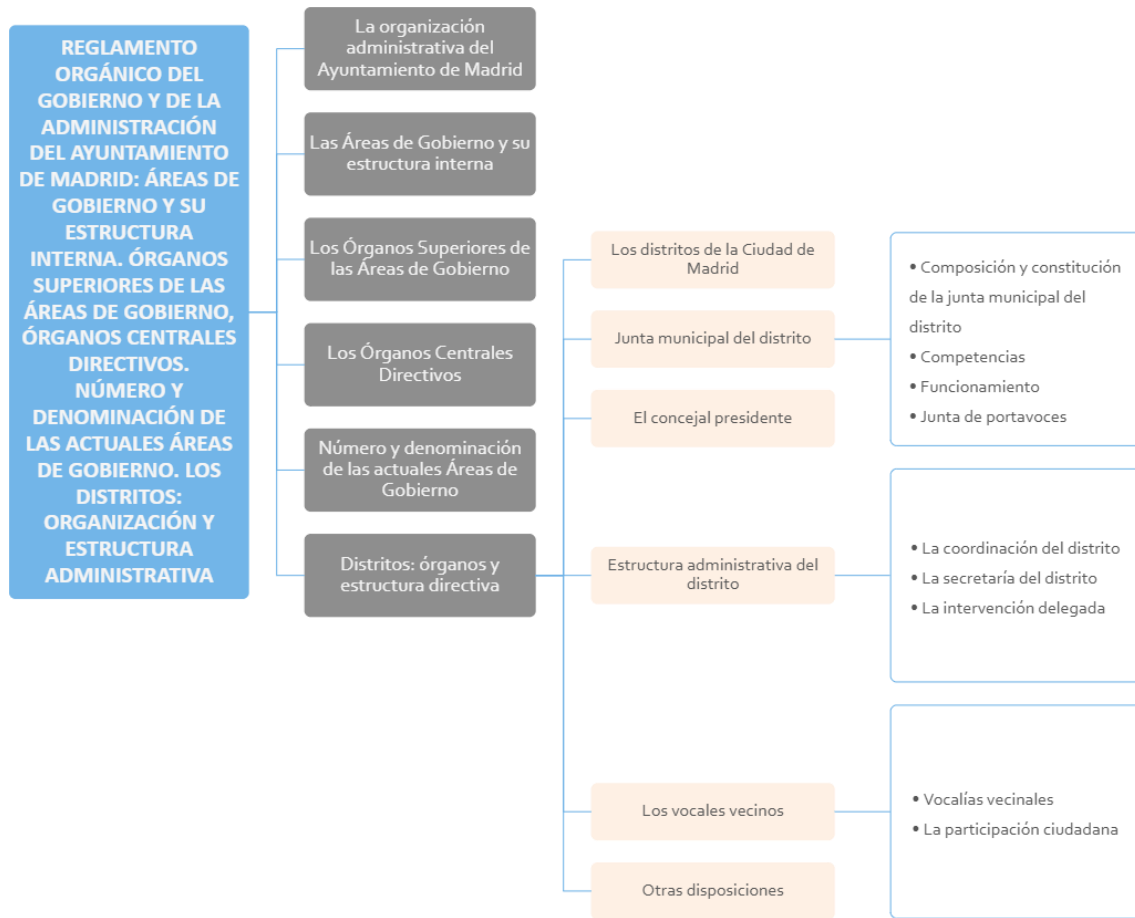 REGLAMENTO
ORGÁNICO DEL
GOBIERNO Y DE LA
ADMINISTRACIÓN
DEL AYUNTAMIENTO
DE MADRID: ÁREAS DE
GOBIERNO Y SU
ESTRUCTURA
INTERNA. ÓRGANOS
SUPERIORES DE LAS
ÁREAS DE GOBIERNO,
ÓRGANOS CENTRALES
DIRECTIVOS.
NÚMERO Y
DENOMINACIÓN DE
LAS ACTUALES ÁREAS
DE GOBIERNO. LOS
DISTRITOS:
ORGANIZACIÓN Y
ESTRUCTURA
ADMINISTRATIVA
La organización
administrativa del
Ayuntamiento de Madrid
Las Áreas de Gobierno y su
estructura interna
Los Órganos Superiores de
las Áreas de Gobierno
Los Órganos Centrales
Directivos
Número y denominación
de las actuales Áreas de
Gobierno
Distritos: órganos y
estructura directiva
Los distritos de la Ciudad de
Madrid
Junta municipal del distrito
El concejal presidente
Estructura administrativa del
distrito
Los vocales vecinos
Otras disposiciones
• Composición y constitución
de la junta municipal del
distrito
• Competencias
• Funcionamiento
• Junta de portavoces
• La coordinación del distrito
• La secretaría del distrito
• La intervención delegada
• Vocalías vecinales
• La participación ciudadana